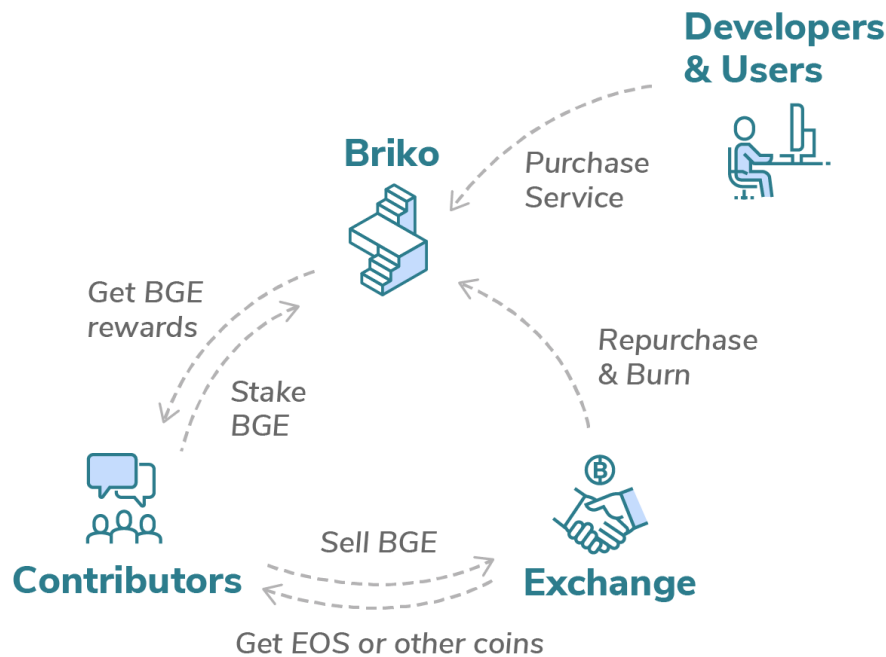 Developers
& Users
Briko
Purchase
Service
Get BGE
rewards
Repurchase
& Burn
Stake
BGE
Sell BGE
Contributors
Exchange
Get EOS or other coins